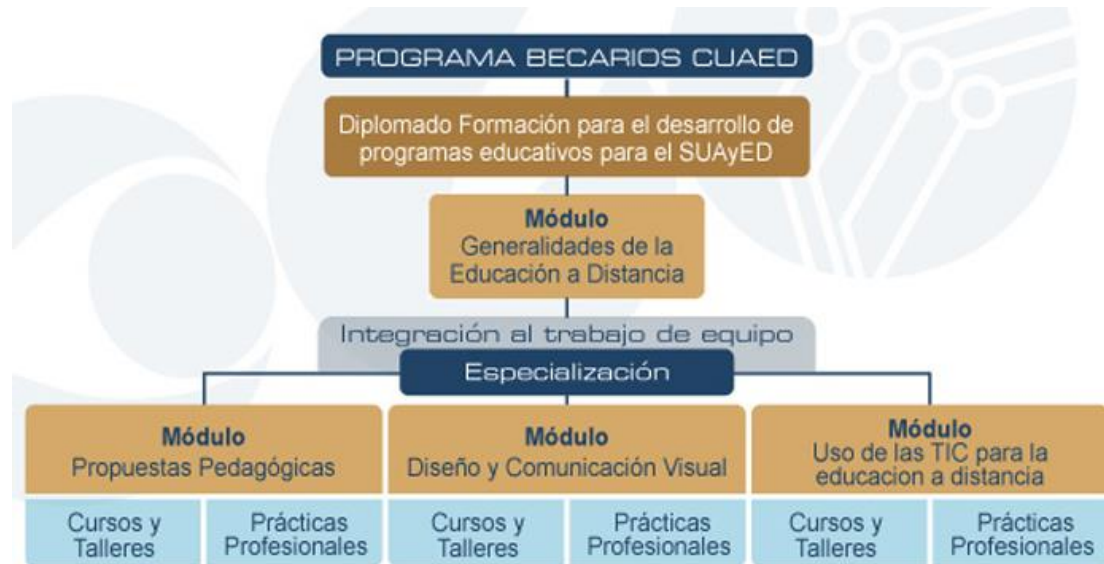 PROGRAMA BECARIOS CUAED
Diplomado Formación para el desarrollo de
programas educativos para el SUAyED
Módulo
Generalidades de la
Educación a Distancia
Integración al trabajo de equipo
Especialización
Módulo
Propuestas Pedagógicas
Módulo
Diseño y Comunicación Visual
Módulo
Uso de las TIC para la
educacion a distancia
Cursos y
Talleres
Prácticas
Profesionales
Cursos y
Talleres
Prácticas
Profesionales
Cursos y
Talleres
Prácticas
Profesionales